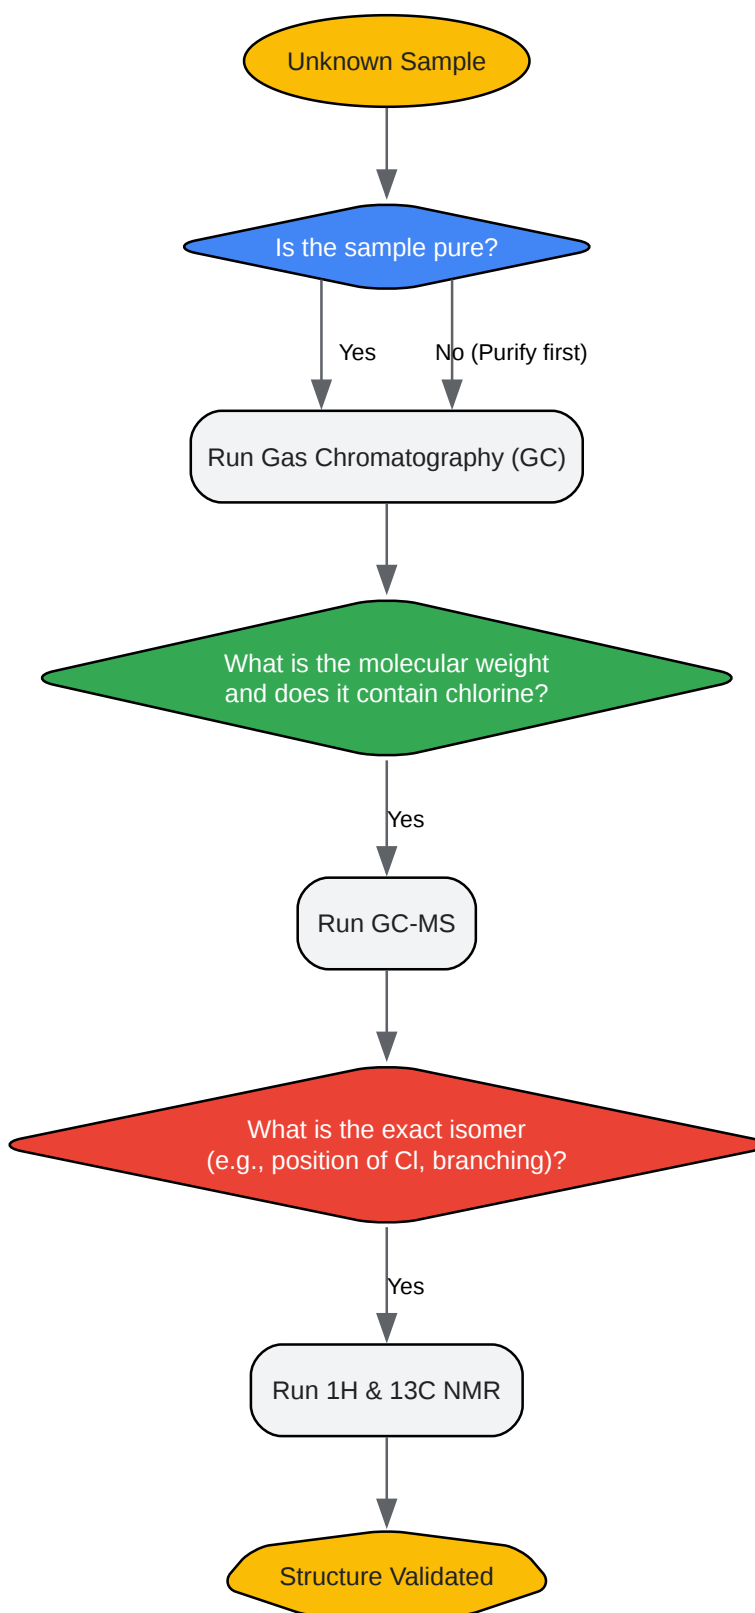 Unknown Sample
Is the sample pure?
Yes
No (Purify first)
Run Gas Chromatography (GC)
What is the molecular weight
and does it contain chlorine?
Yes
Run GC-MS
What is the exact isomer
(e.g., position of Cl, branching)?
Yes
Run 1H & 13C NMR
Structure Validated